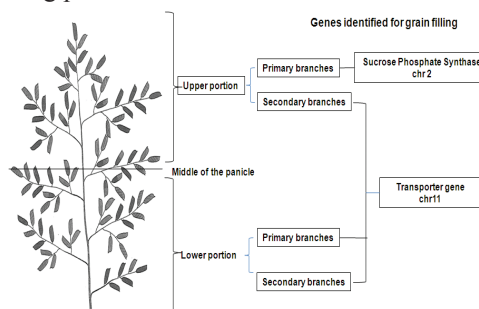 Genes identified for grain filling
Primary branches
Sucrose Phosphate Synthase
chr 2
Upper portion
Secondary branches
Middle of the panicle
Transporter gene
chr11
Primary branches
Lower portion
Secondary branches